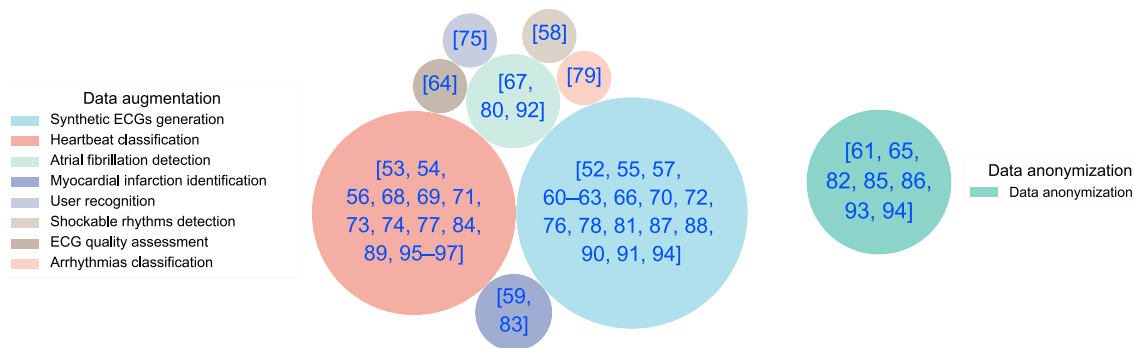 Data augmentation
Synthetic ECGs generation
Heartbeat classification
Atrial fibrillation detection
Myocardial infarction identification
User recognition
Shockable rhythms detection
ECG quality assessment
Arrhythmias classification
[75]
[58]
[64]
[67,
80, 92]
[79]
[53, 54,
56, 68, 69, 71,
73, 74, 77, 84,
89, 95–97]
[52, 55, 57,
60–63, 66, 70, 72,
76, 78, 81, 87, 88,
90, 91, 94]
[59,
83]
[61, 65,
82, 85, 86,
93, 94]
Data anonymization
Data anonymization